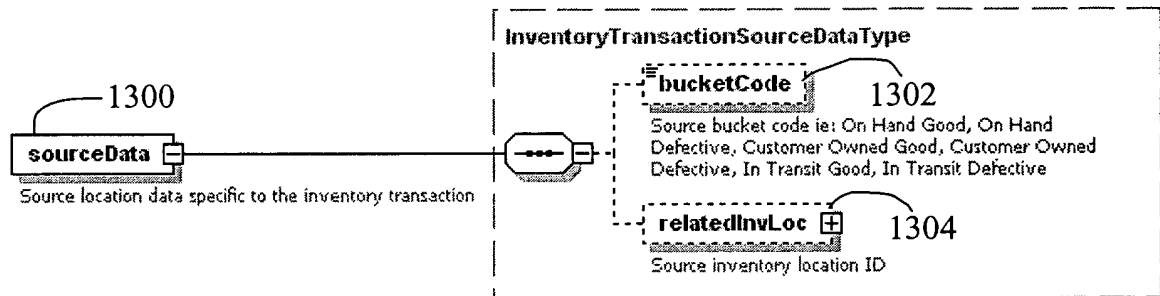 InventoryTransactionSourceDataType
1300
bucketCode
1302
sourceData
Source bucket code ie: On Hand Good, On Hand
Defective, Customer Owned Good, Customer Owned
Defective, In Transit Good, In Transit Defective
Source location data specific to the inventory transaction
relatedInvLoc
1304
Source inventory location ID